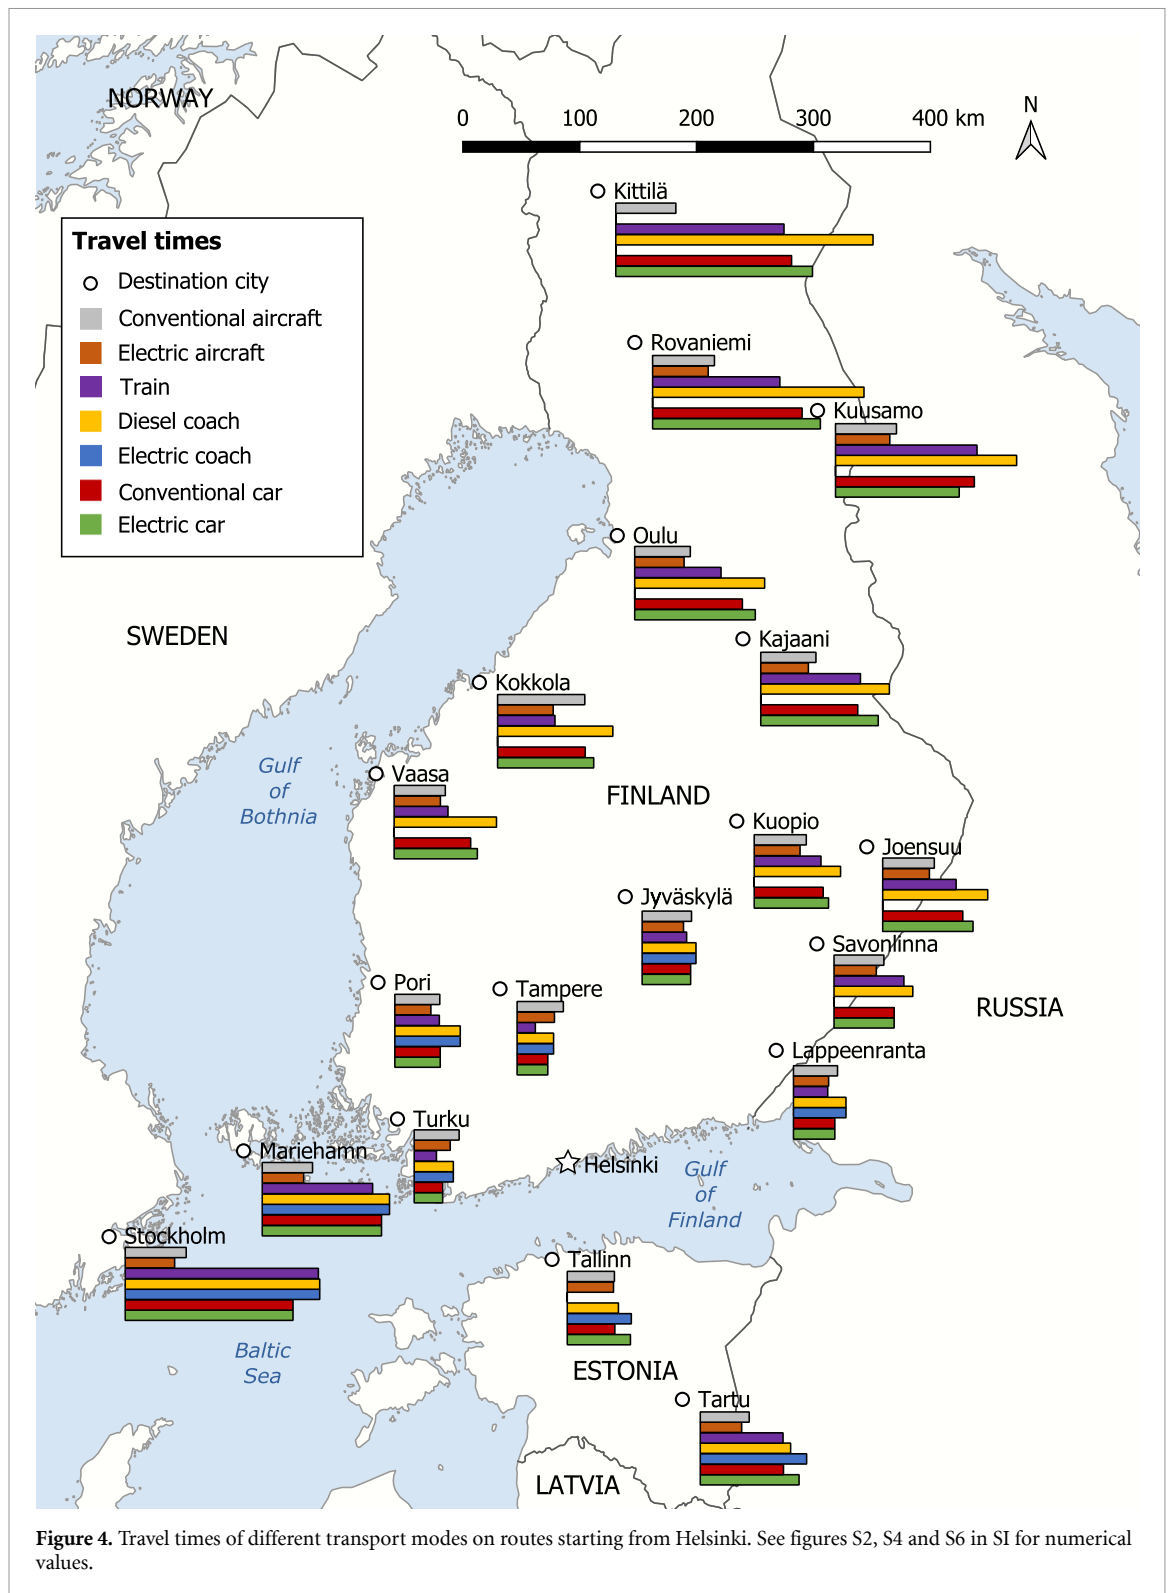 NORWAY
0 100 200 300 400 km
N
Kittilä
Travel times
Destination city
Conventional aircraft
Electric aircraft
Train
Diesel coach
Electric coach
Conventional car
Electric car
Rovaniemi
Kuusamo
Oulu
SWEDEN
Kajaani
Kokkola
Gulf
of
Bothnia
Vaasa
FINLAND
Kuopio
Joensuu
Jyväskylä
Savonlinna
Pori
Tampere
RUSSIA
Lappeenranta
Turku
Mariehamn
Helsinki
Gulf
of
Finland
Stockholm
Tallinn
Baltic
Sea
ESTONIA
Tartu
LATVIA
Figure 4. Travel times of different transport modes on routes starting from Helsinki. See figures S2, S4 and S6 in SI for numerical
values.